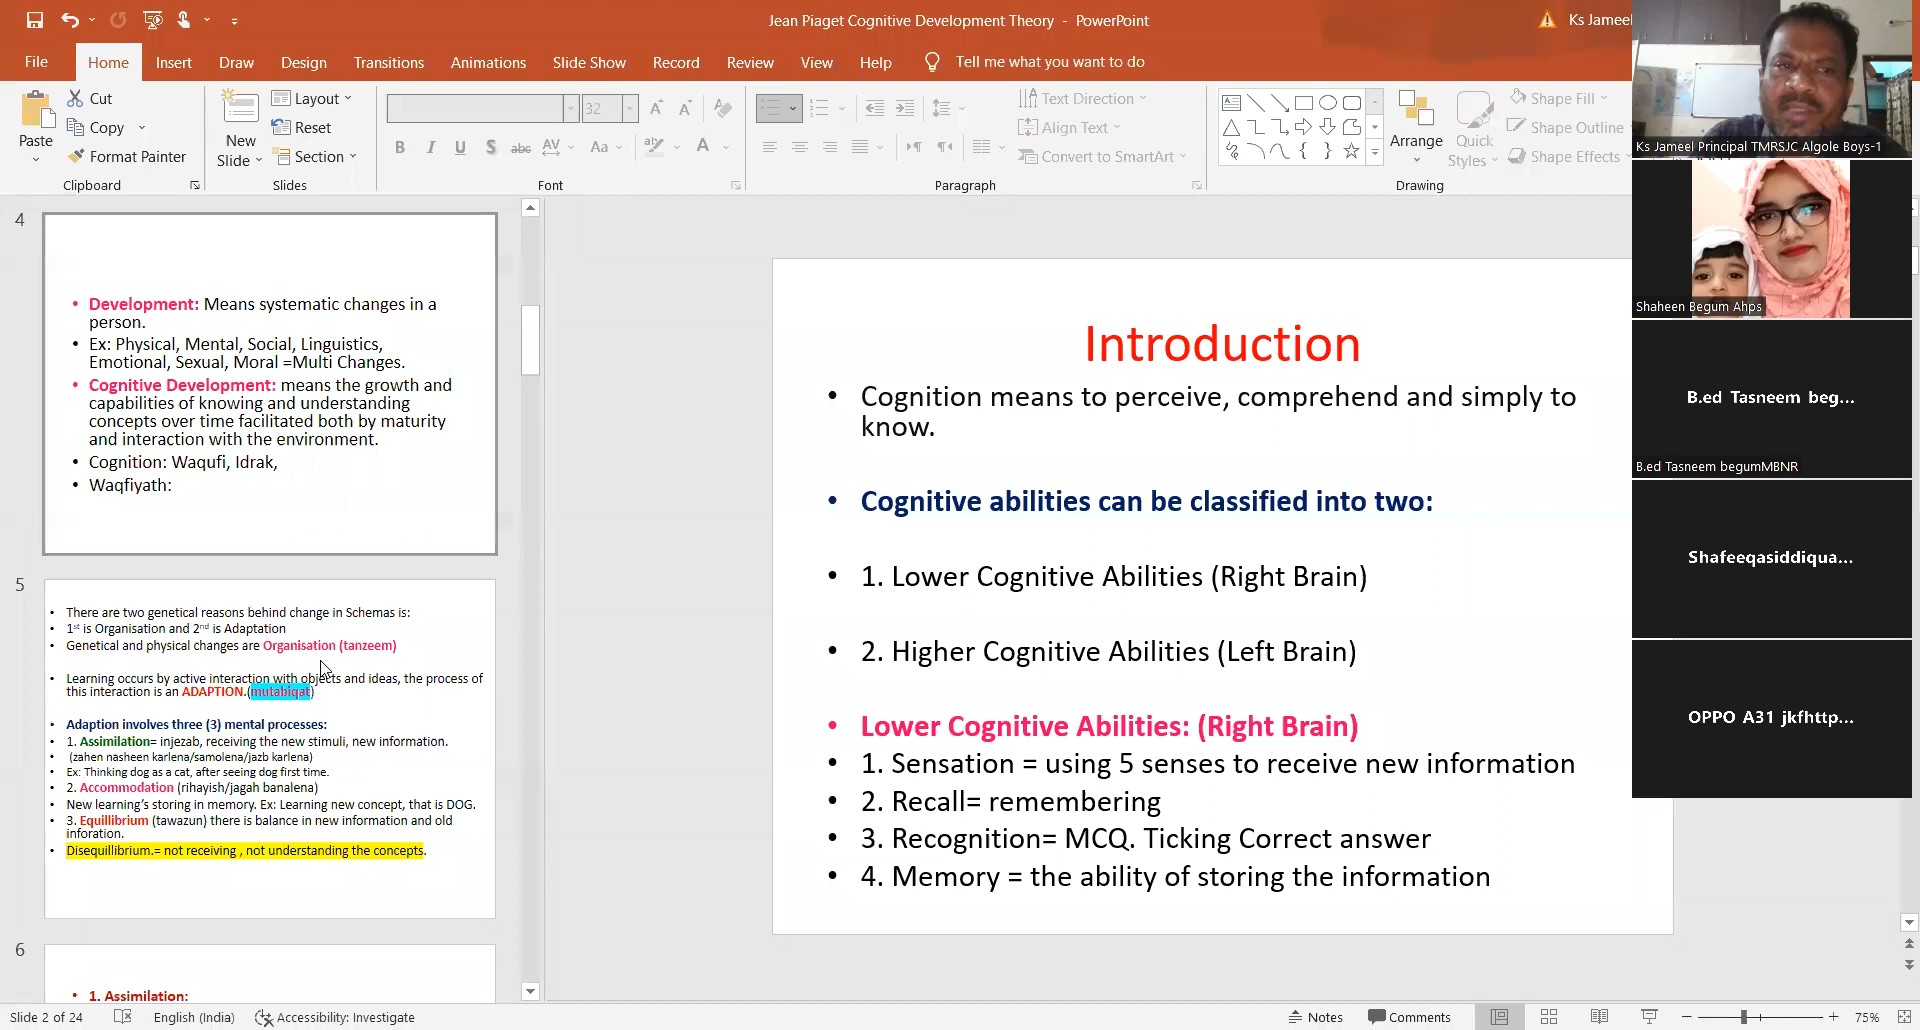 Jean Piaget Cognitive Development Theory - PowerPoint
Ks Jameel
File Home Insert Draw Design Transitions Animations Slide Show Record Review View Help Tell me what you want to do
Paste
Cut
Copy
Format Painter
Clipboard
New Slide
Layout
Reset
Section
Slides
32
B I U S abc AV Aa A
Font
Text Direction
Align Text
Convert to SmartArt
Paragraph
Arrange
Quick Styles
Shape Fill
Shape Outline
Shape Effects
Drawing
4
• Development: Means systematic changes in a
person.
• Ex: Physical, Mental, Social, Linguistics,
Emotional, Sexual, Moral =Multi Changes.
• Cognitive Development: means the growth and
capabilities of knowing and understanding
concepts over time facilitated both by maturity
and interaction with the environment.
• Cognition: Waqufi, Idrak,
• Waqfiyath:
5
• There are two genetical reasons behind change in Schemas is:
• 1st is Organisation and 2nd is Adaptation
• Genetical and physical changes are Organisation (tanzeem)
• Learning occurs by active interaction with objects and ideas, the process of
this interaction is an ADAPTION.(mutabiqat)
• Adaption involves three (3) mental processes:
• 1. Assimilation= injezab, receiving the new stimuli, new information.
• (zahen nasheen karlena/samolena/jazb karlena)
• Ex: Thinking dog as a cat, after seeing dog first time.
• 2. Accommodation (rihayish/jagah banalena)
• New learning's storing in memory. Ex: Learning new concept, that is DOG.
• 3. Equillibrium (tawazun) there is balance in new information and old
inforation.
• Disequillibrium.= not receiving , not understanding the concepts.
6
• 1. Assimilation:
Introduction
• Cognition means to perceive, comprehend and simply to
know.
• Cognitive abilities can be classified into two:
• 1. Lower Cognitive Abilities (Right Brain)
• 2. Higher Cognitive Abilities (Left Brain)
• Lower Cognitive Abilities: (Right Brain)
• 1. Sensation = using 5 senses to receive new information
• 2. Recall= remembering
• 3. Recognition= MCQ. Ticking Correct answer
• 4. Memory = the ability of storing the information
Ks Jameel Principal TMRSJC Algole Boys-1
Shaheen Begum Ahps
B.ed Tasneem beg...
B.ed Tasneem begumMBNR
Shafeeqasiddiqua...
OPPO A31 jkfhttp...
Slide 2 of 24 English (India) Accessibility: Investigate Notes Comments 75%